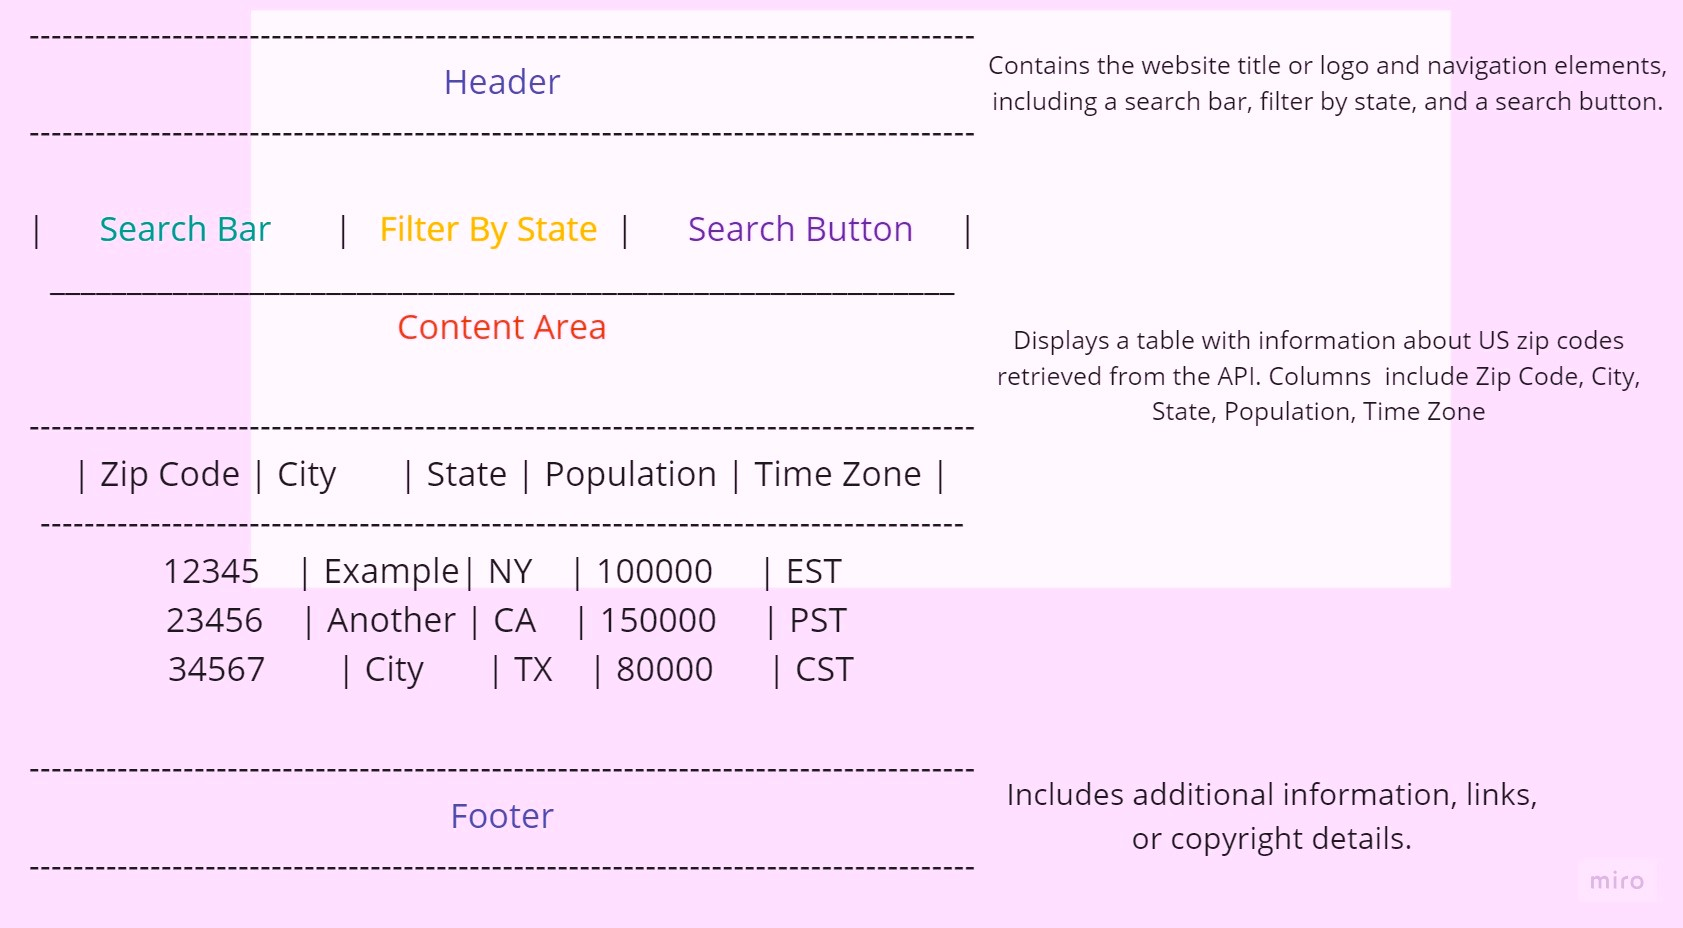 --------------------------------------------------------------------------------------
Header
Contains the website title or logo and navigation elements,
including a search bar, filter by state, and a search button.
--------------------------------------------------------------------------------------
| Search Bar | Filter By State | Search Button |
____________________________________________________________
Content Area
Displays a table with information about US zip codes
retrieved from the API. Columns include Zip Code, City,
State, Population, Time Zone
--------------------------------------------------------------------------------------
| Zip Code | City | State | Population | Time Zone |
------------------------------------------------------------------------------------
12345 | Example| NY | 100000 | EST
23456 | Another | CA | 150000 | PST
34567 | City | TX | 80000 | CST
--------------------------------------------------------------------------------------
Footer
Includes additional information, links,
or copyright details.
--------------------------------------------------------------------------------------
miro